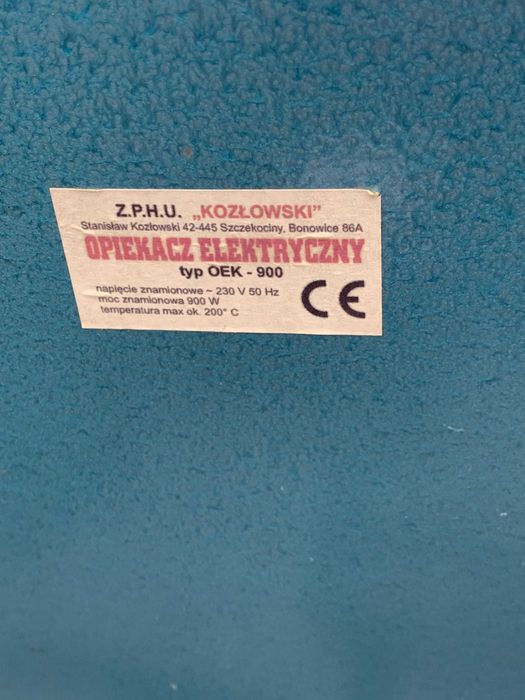 Z.P.H.U. „KOZŁOWSKI"
Stanisław Kozłowski 42-445 Szczekociny, Bonowice 86A
OPIEKACZ ELEKTRYCZNY
typ OEK - 900
napięcie znamionowe ~ 230 V 50 Hz
moc znamionowa 900 W
temperatura max ok. 200° C
CE